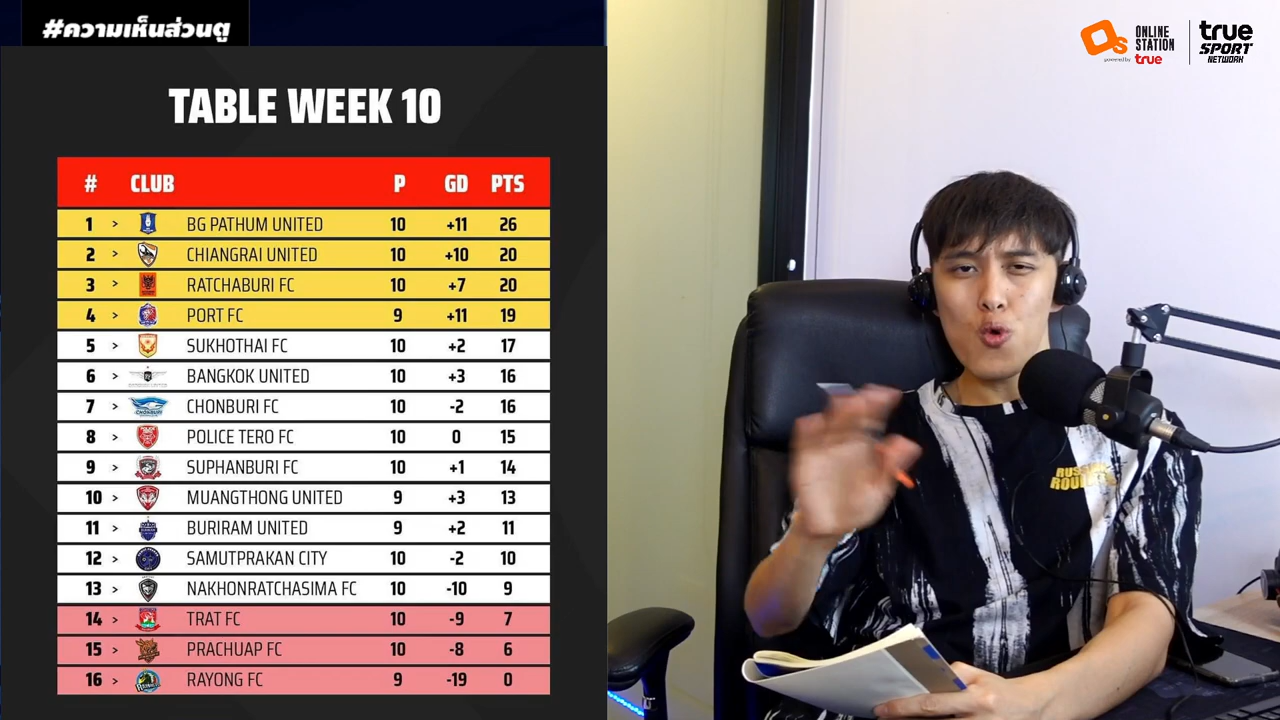 #ความเห็นส่วนตู
ONLINE STATION
powered by true
true SPORT NETWORK
TABLE WEEK 10
# CLUB P GD PTS
1 > BG PATHUM UNITED 10 +11 26
2 > CHIANGRAI UNITED 10 +10 20
3 > RATCHABURI FC 10 +7 20
4 > PORT FC 9 +11 19
5 > SUKHOTHAI FC 10 +2 17
6 > BANGKOK UNITED 10 +3 16
7 > CHONBURI FC 10 -2 16
8 > POLICE TERO FC 10 0 15
9 > SUPHANBURI FC 10 +1 14
10 > MUANGTHONG UNITED 9 +3 13
11 > BURIRAM UNITED 9 +2 11
12 > SAMUTPRAKAN CITY 10 -2 10
13 > NAKHONRATCHASIMA FC 10 -10 9
14 > TRAT FC 10 -9 7
15 > PRACHUAP FC 10 -8 6
16 > RAYONG FC 9 -19 0